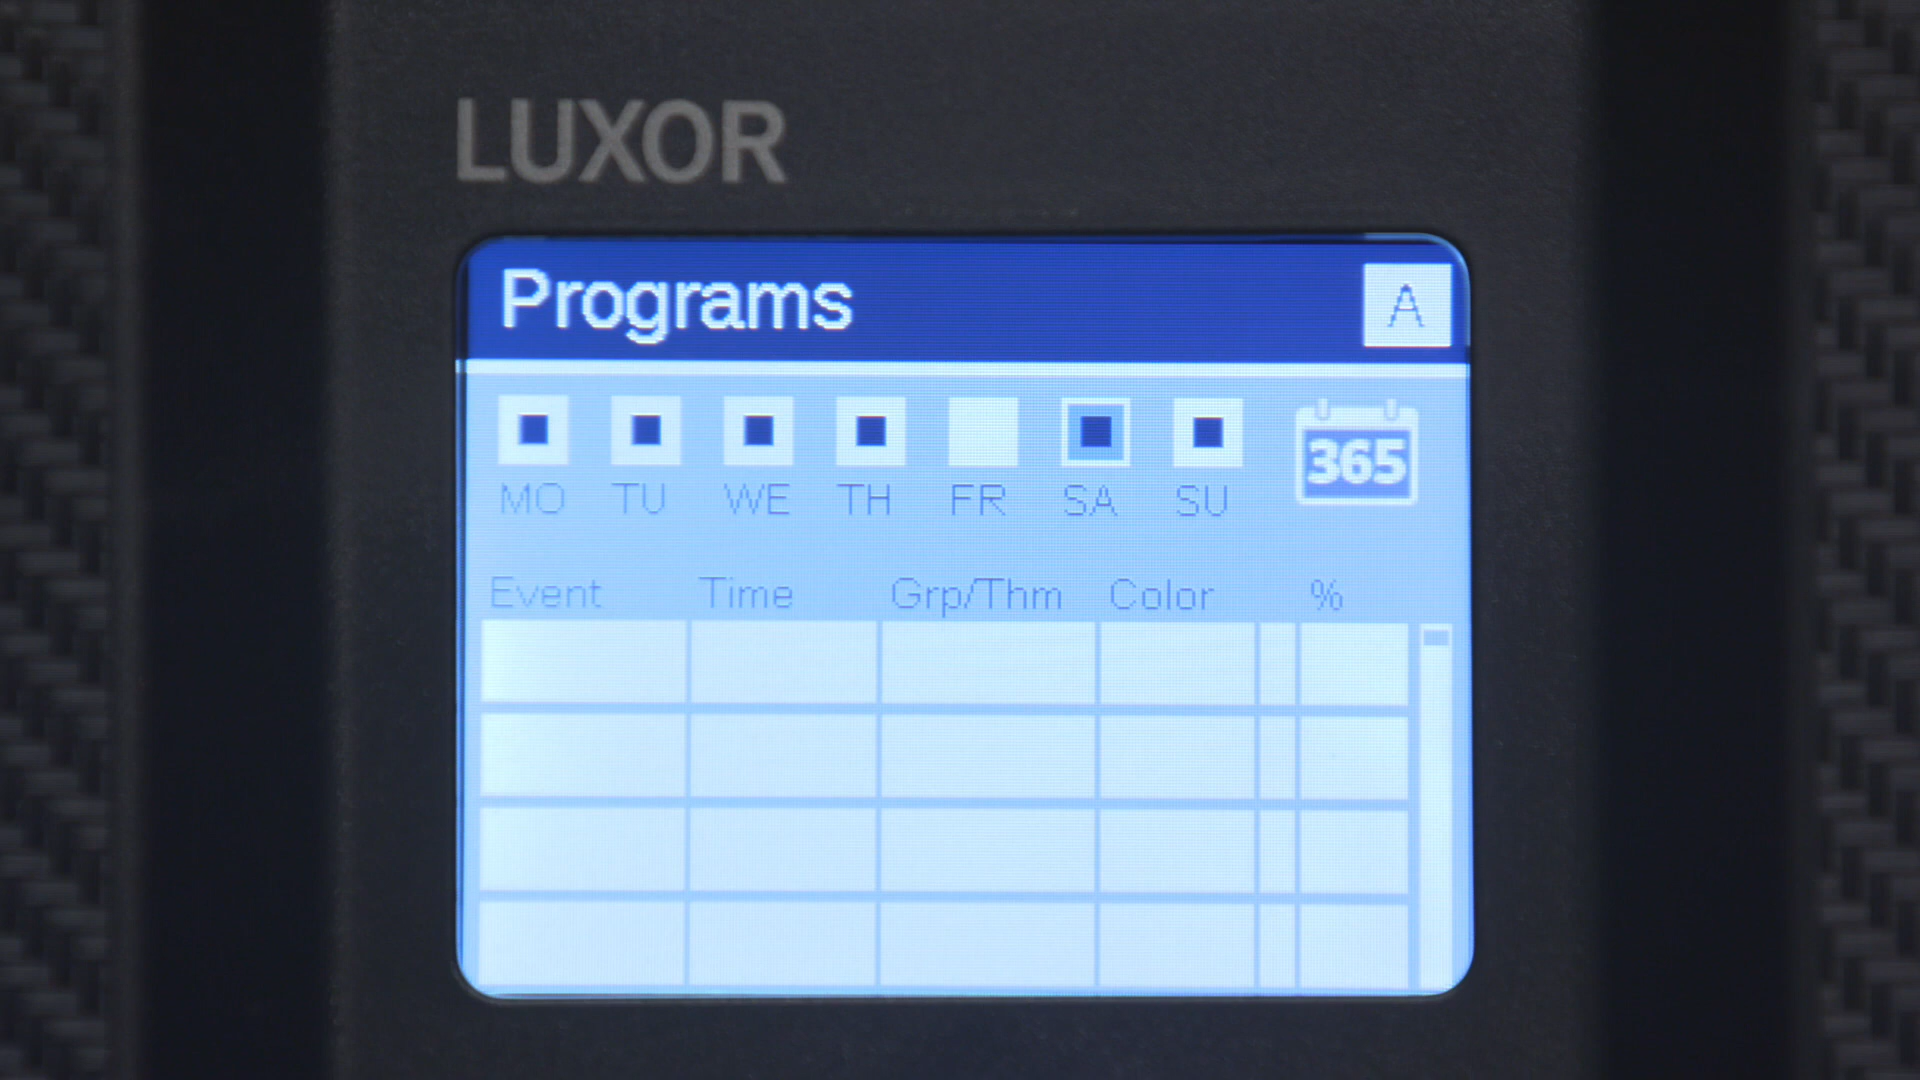 LUXOR
Programs A
MO TU WE TH FR SA SU 365
Event Time Grp/Thm Color %